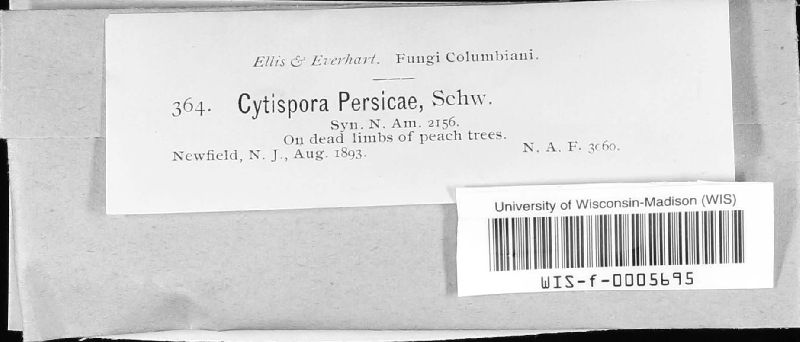 Ellis & Everhart. Fungi Columbiani.
364. Cytispora Persicae, Schw.
Syn. N. Am. 2156.
On dead limbs of peach trees.
Newfield, N. J., Aug. 1893. N. A. F. 3060.
University of Wisconsin-Madison (WIS)
WIS-f-0005695